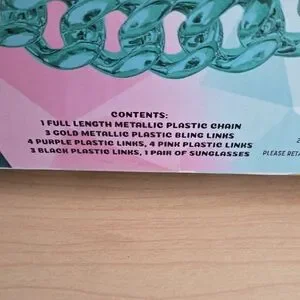 CONTENTS:
1 FULL LENGTH METALLIC PLASTIC CHAIN
3 GOLD METALLIC PLASTIC BLING LINKS
4 PURPLE PLASTIC LINKS, 4 PINK PLASTIC LINKS
3 BLACK PLASTIC LINKS, 1 PAIR OF SUNGLASSES
PLEASE